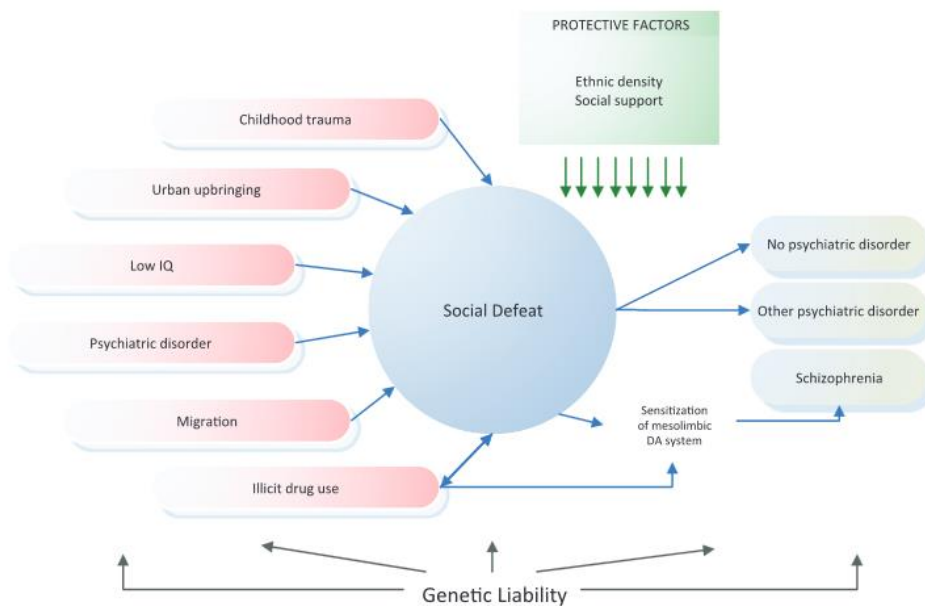 PROTECTIVE FACTORS
Ethnic density
Social support
Childhood trauma
Urban upbringing
Low IQ
Psychiatric disorder
Migration
Illicit drug use
Social Defeat
No psychiatric disorder
Other psychiatric disorder
Schizophrenia
Sensitization
of mesolimbic
DA system
Genetic Liability